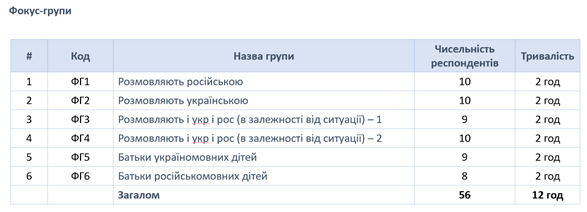 Фокус-групи
# Код Назва групи Чисельність респондентів Тривалість
1 ФГ1 Розмовляють російською 10 2 год
2 ФГ2 Розмовляють українською 10 2 год
3 ФГ3 Розмовляють і укр і рос (в залежності від ситуації) – 1 9 2 год
4 ФГ4 Розмовляють і укр і рос (в залежності від ситуації) – 2 10 2 год
5 ФГ5 Батьки україномовних дітей 9 2 год
6 ФГ6 Батьки російськомовних дітей 8 2 год
Загалом 56 12 год